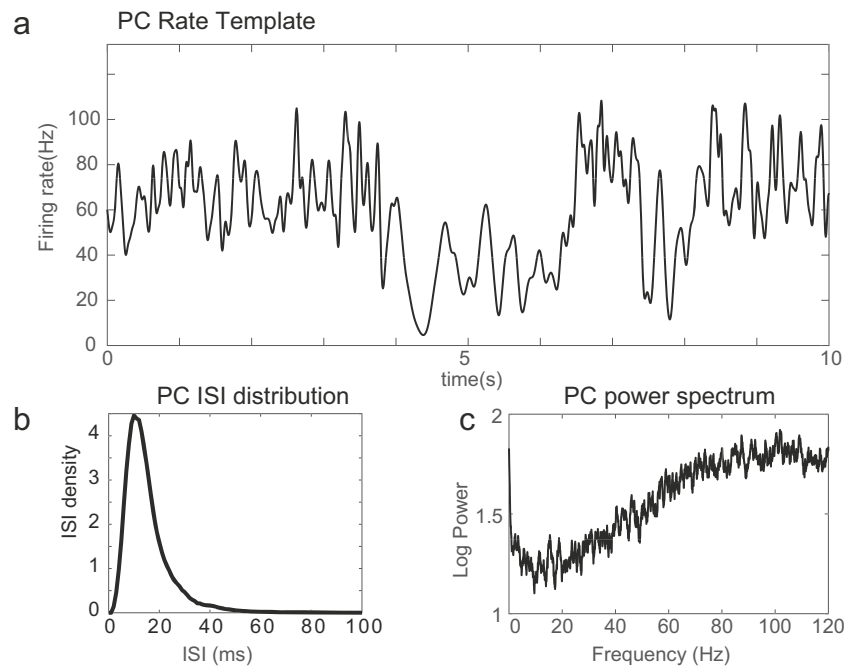 a
PC Rate Template
Firing rate(Hz)
100
80
60
40
20
0
0
5
10
time(s)
b
PC ISI distribution
ISI density
4
3
2
1
0
0
20
40
60
80
100
ISI (ms)
c
PC power spectrum
Log Power
2
1.5
1
0
20
40
60
80
100
120
Frequency (Hz)